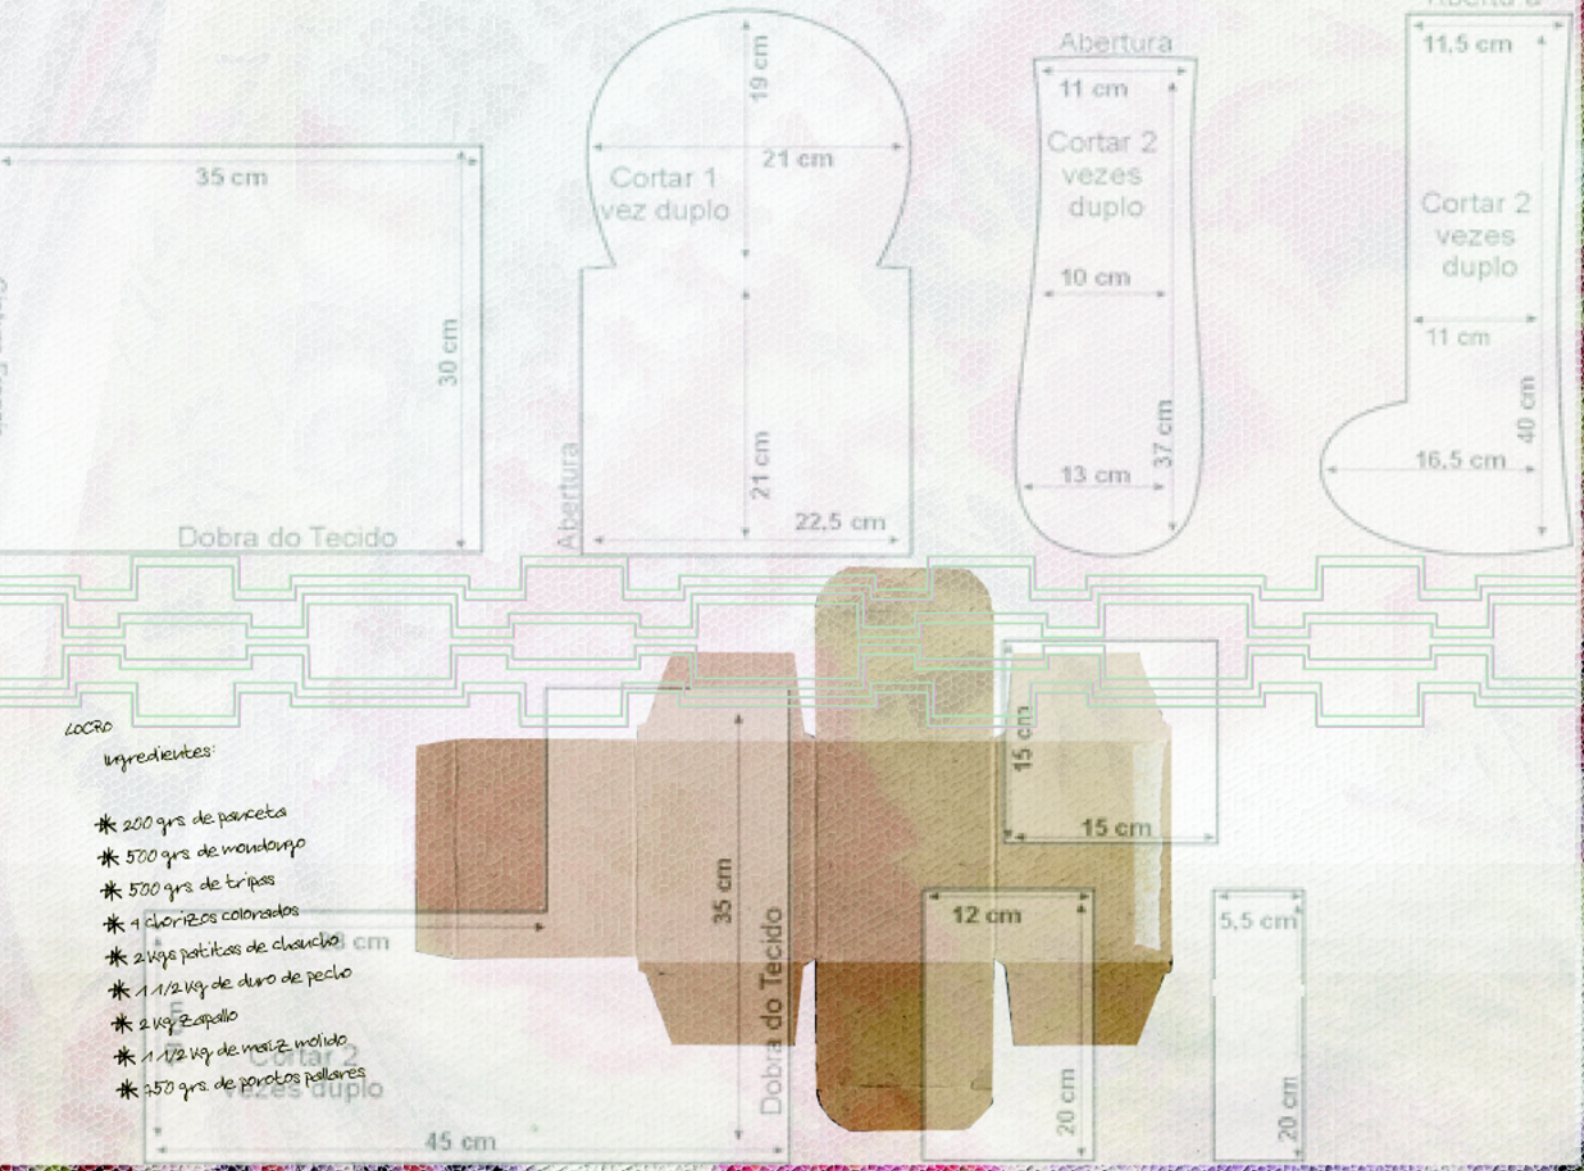 11,5 cm
Abertura
19 cm
11 cm
35 cm
21 cm
Cortar 1
vez duplo
Cortar 2
vezes
duplo
Cortar 2
vezes
duplo
10 cm
30 cm
11 cm
Abertura
21 cm
37 cm
40 cm
13 cm
16,5 cm
22,5 cm
Dobra do Tecido
LOCRO
Ingredientes:
200 grs de panceta
500 grs de mondongo
500 grs de tripas
4 chorizos colorados
2 kgs patitas de chancho
1 1/2 kg de duro de pecho
2 kg zapallo
1 1/2 kg de maiz molido
250 grs. de porotos pallares
cm
Cortar 2
vezes duplo
45 cm
35 cm
Dobra do Tecido
15 cm
15 cm
12 cm
20 cm
5,5 cm
20 cm